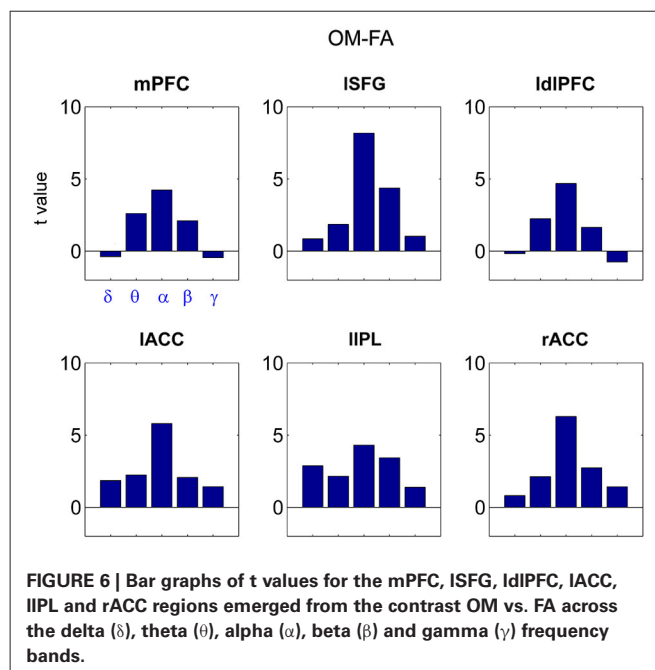 OM-FA
mPFC lSFG ldlPFC
10 10 10
5 5 5
0 0 0
t value
δ θ α β γ
lACC lIPL rACC
10 10 10
5 5 5
0 0 0
FIGURE 6 | Bar graphs of t values for the mPFC, lSFG, ldlPFC, lACC,
lIPL and rACC regions emerged from the contrast OM vs. FA across
the delta (δ), theta (θ), alpha (α), beta (β) and gamma (γ) frequency
bands.